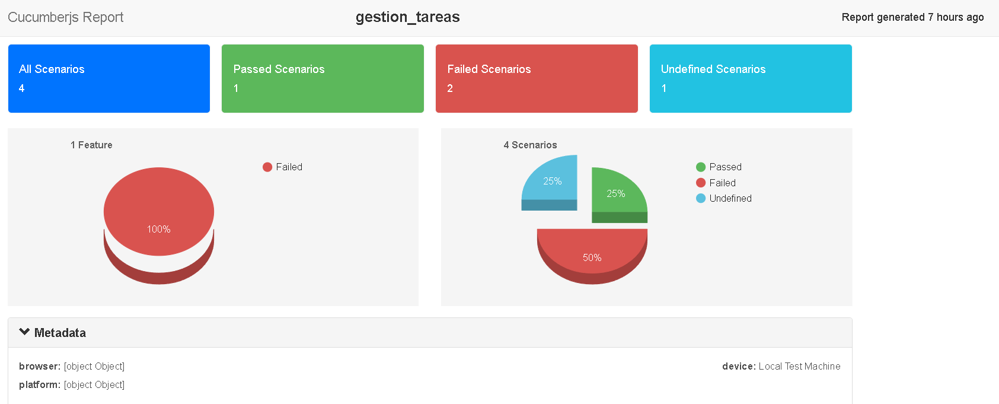 Cucumberjs Report
gestion_tareas
Report generated 7 hours ago
All Scenarios
4
Passed Scenarios
1
Failed Scenarios
2
Undefined Scenarios
1
1 Feature
Failed
100%
4 Scenarios
25%
25%
50%
Passed
Failed
Undefined
Metadata
browser: [object Object]
device: Local Test Machine
platform: [object Object]